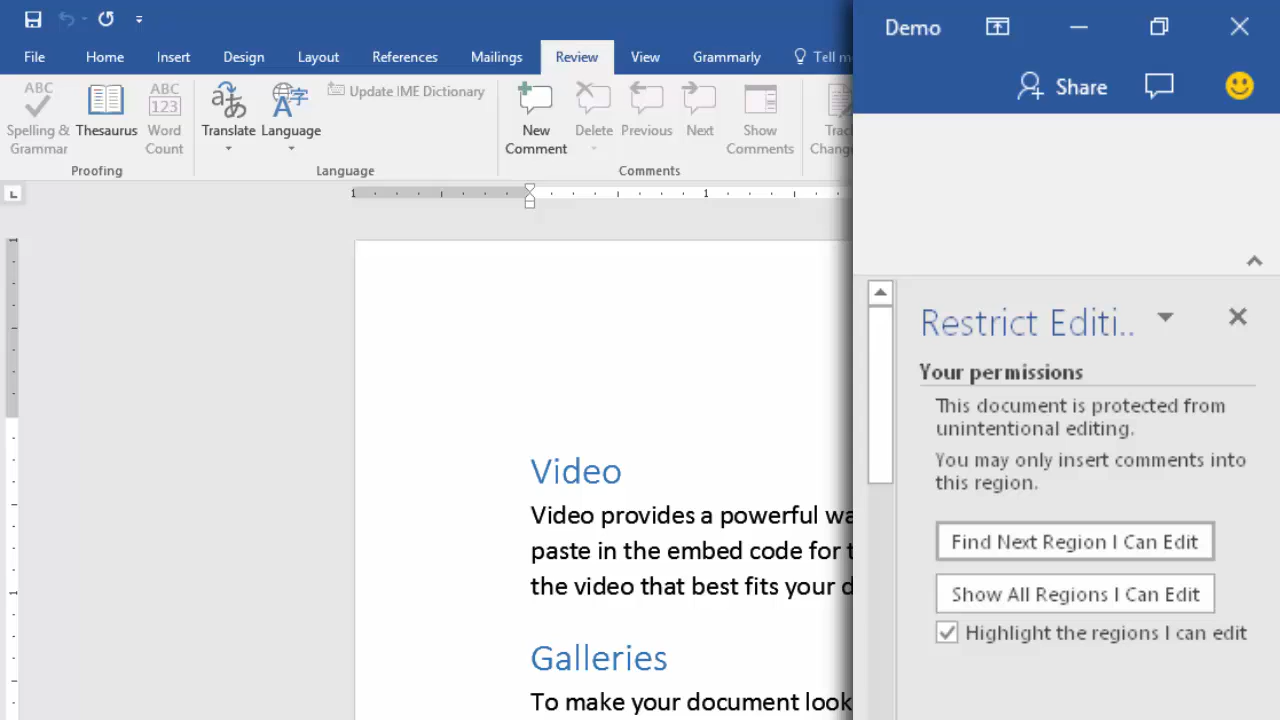 Demo
File Home Insert Design Layout References Mailings Review View Grammarly Tell m
Share
ABC
ABC
123
Update IME Dictionary
Spelling & Thesaurus Word Translate Language New Delete Previous Next Show Trac
Grammar Count Comment Comments Chang
Proofing Language Comments
1 1
Restrict Editi..
Your permissions
This document is protected from
unintentional editing.
You may only insert comments into
this region.
Find Next Region I Can Edit
Show All Regions I Can Edit
Highlight the regions I can edit
Video
Video provides a powerful wa
paste in the embed code for t
the video that best fits your d
Galleries
To make your document look